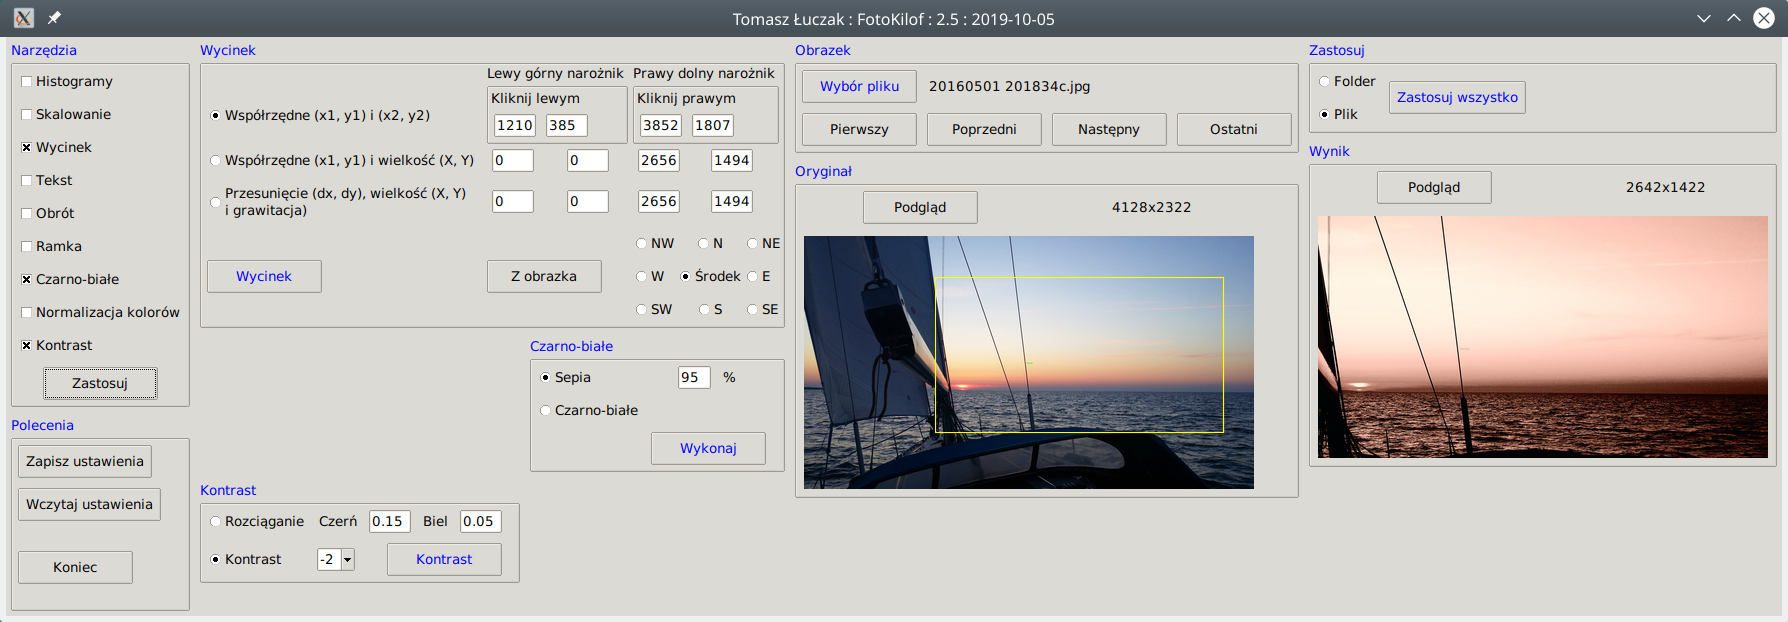 Tomasz Łuczak : FotoKilof : 2.5 : 2019-10-05
Narzędzia
Histogramy
Skalowanie
Wycinek
Tekst
Obrót
Ramka
Czarno-białe
Normalizacja kolorów
Kontrast
Zastosuj
Polecenia
Zapisz ustawienia
Wczytaj ustawienia
Koniec
Wycinek
Lewy górny narożnik Prawy dolny narożnik
Kliknij lewym Kliknij prawym
Współrzędne (x1, y1) i (x2, y2) 1210 385 3852 1807
Współrzędne (x1, y1) i wielkość (X, Y) 0 0 2656 1494
Przesunięcie (dx, dy), wielkość (X, Y)
i grawitacja) 0 0 2656 1494
NW N NE
W Środek E
SW S SE
Wycinek Z obrazka
Czarno-białe
Sepia 95 %
Czarno-białe
Wykonaj
Kontrast
Rozciąganie Czerń 0.15 Biel 0.05
Kontrast -2 Kontrast
Obrazek
Wybór pliku 20160501 201834c.jpg
Pierwszy Poprzedni Następny Ostatni
Oryginał
Podgląd 4128x2322
Zastosuj
Folder
Plik
Zastosuj wszystko
Wynik
Podgląd 2642x1422